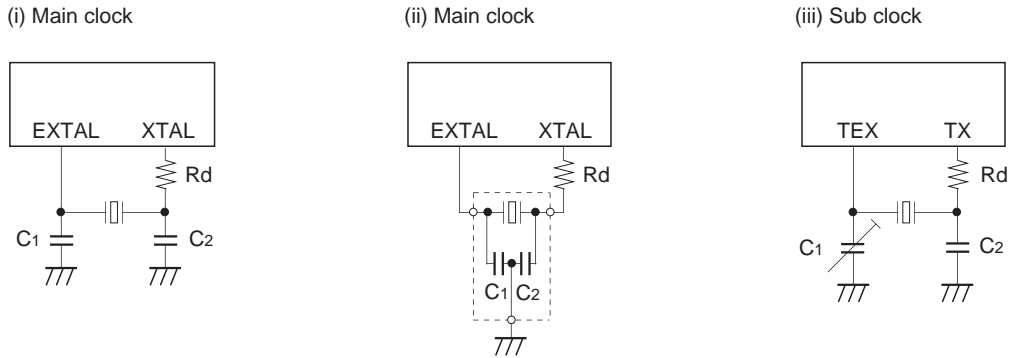 (i) Main clock
EXTAL XTAL
Rd
C1 C2
(ii) Main clock
EXTAL XTAL
Rd
C1 C2
(iii) Sub clock
TEX TX
Rd
C1 C2